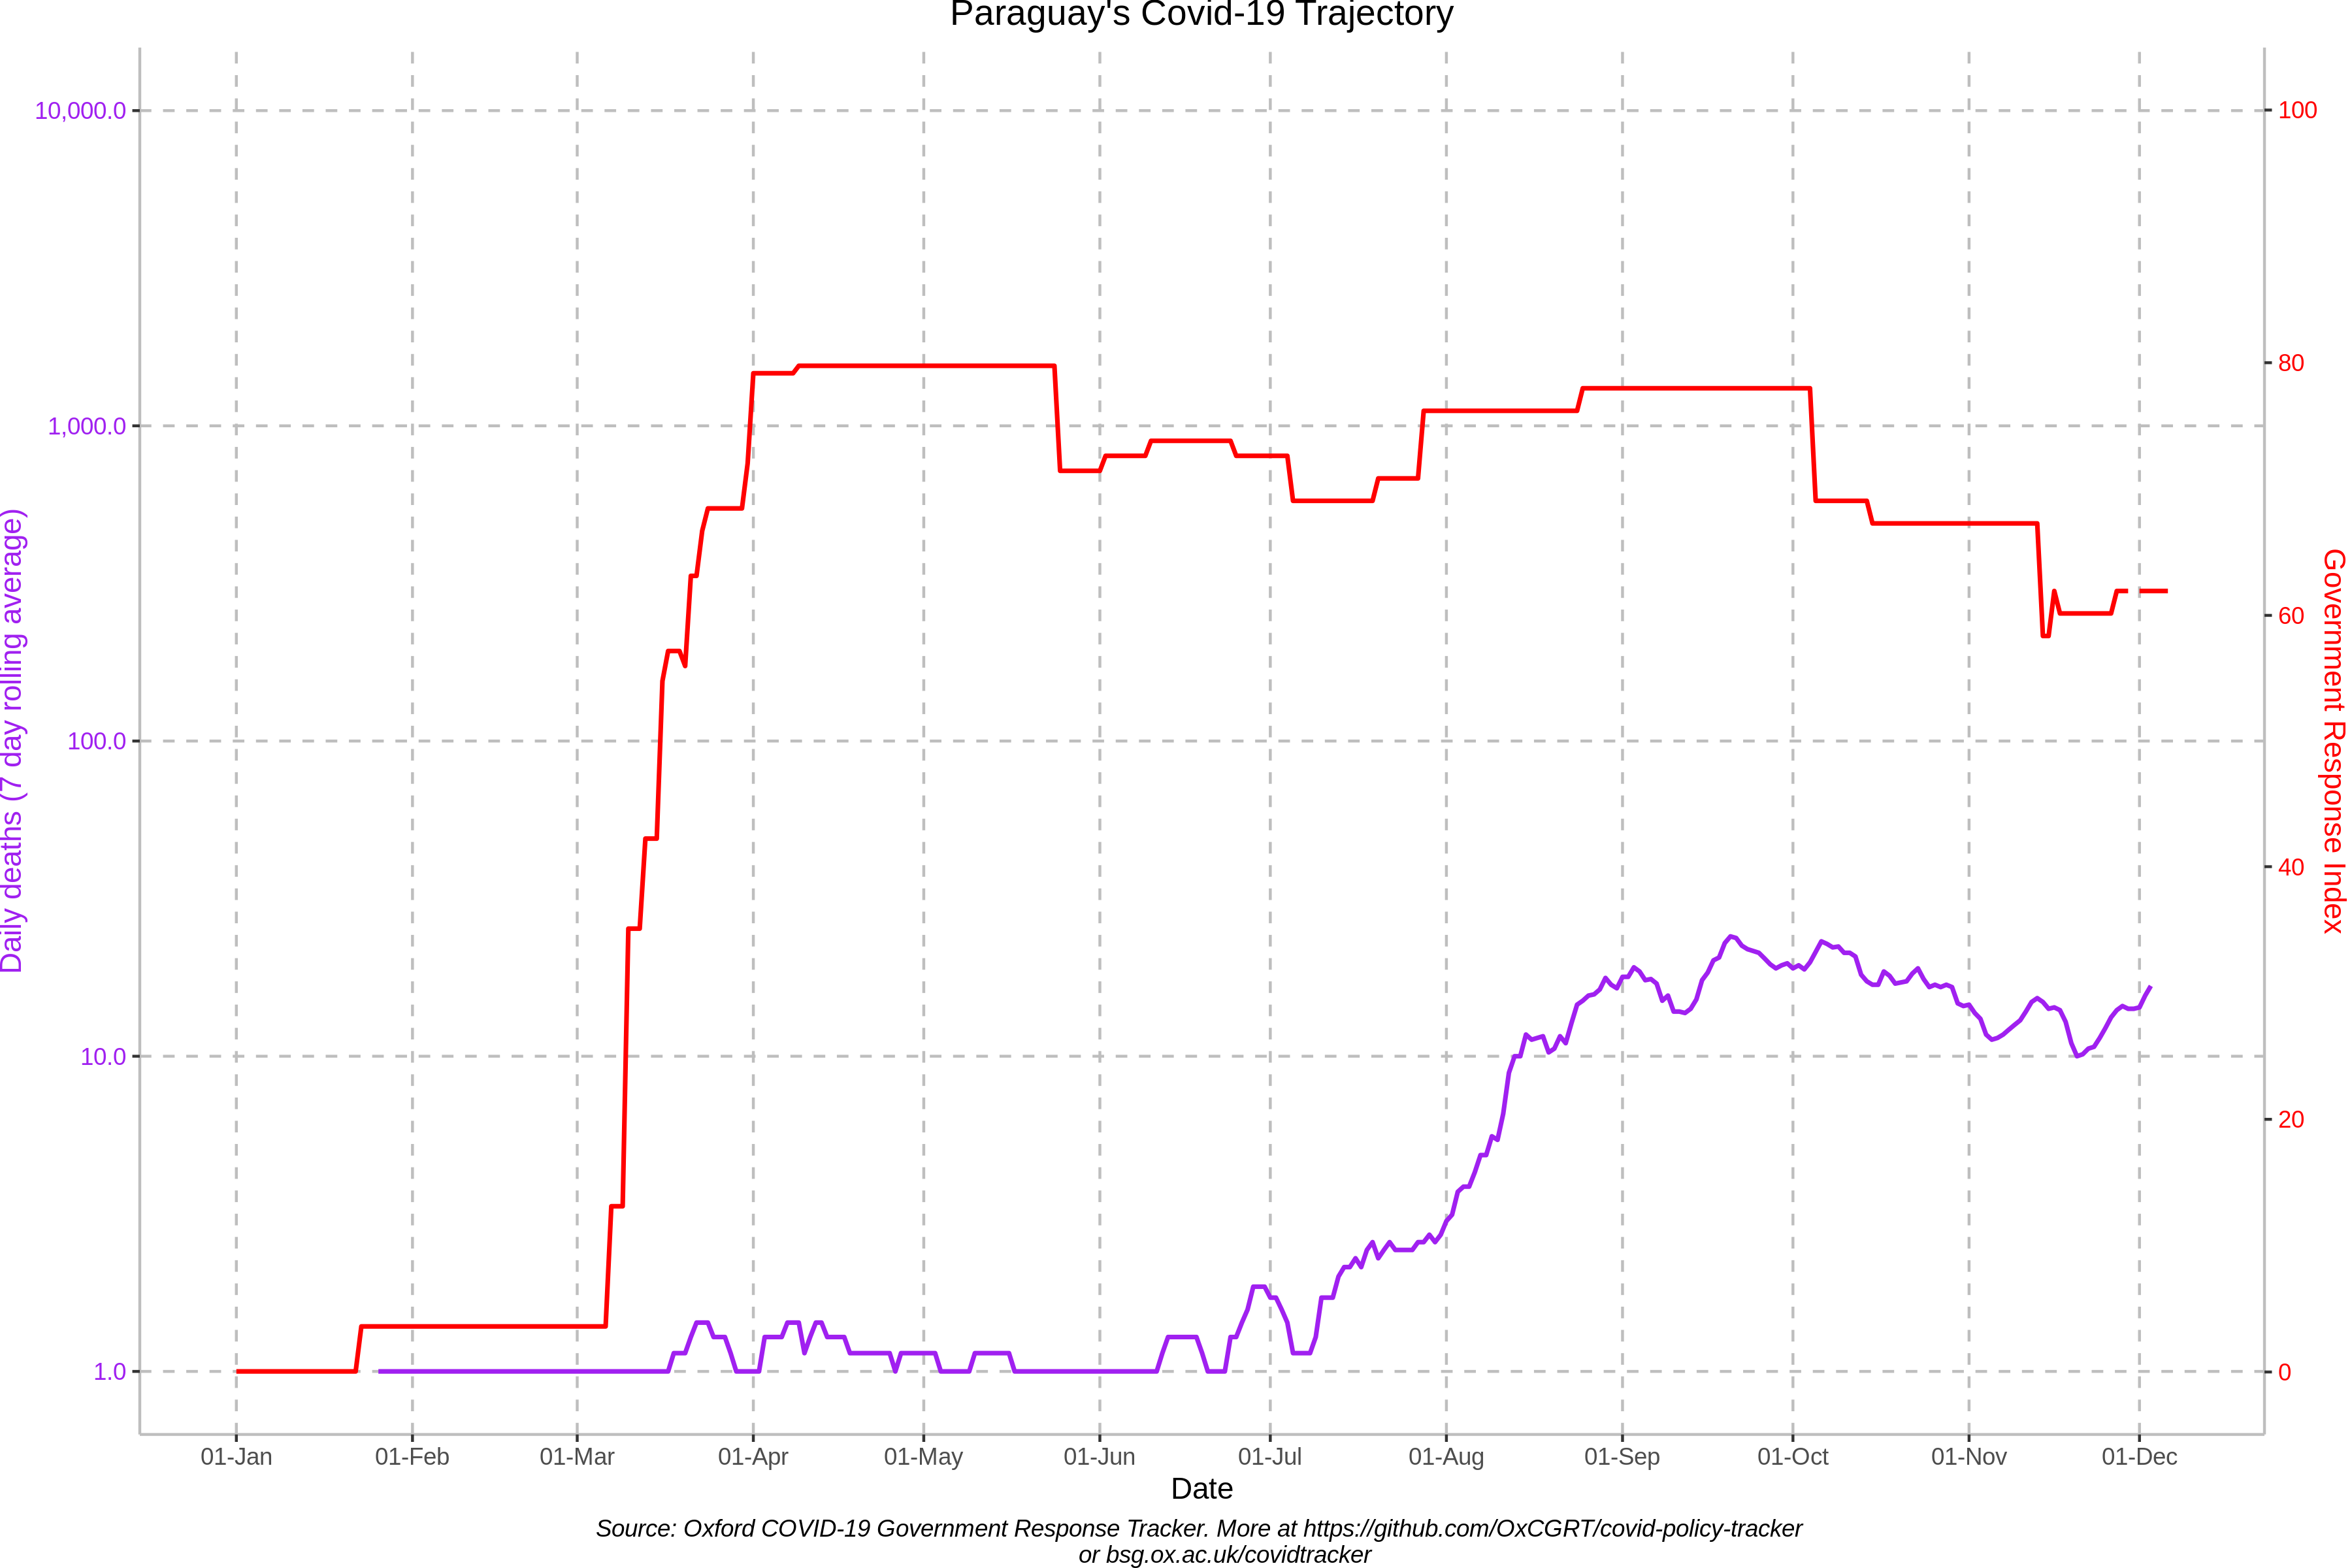 Paraguay's Covid-19 Trajectory
10,000.0
1,000.0
100.0
10.0
1.0
Daily deaths (7 day rolling average)
100
80
60
40
20
0
Government Response Index
01-Jan 01-Feb 01-Mar 01-Apr 01-May 01-Jun 01-Jul 01-Aug 01-Sep 01-Oct 01-Nov 01-Dec
Date
Source: Oxford COVID-19 Government Response Tracker. More at https://github.com/OxCGRT/covid-policy-tracker
or bsg.ox.ac.uk/covidtracker